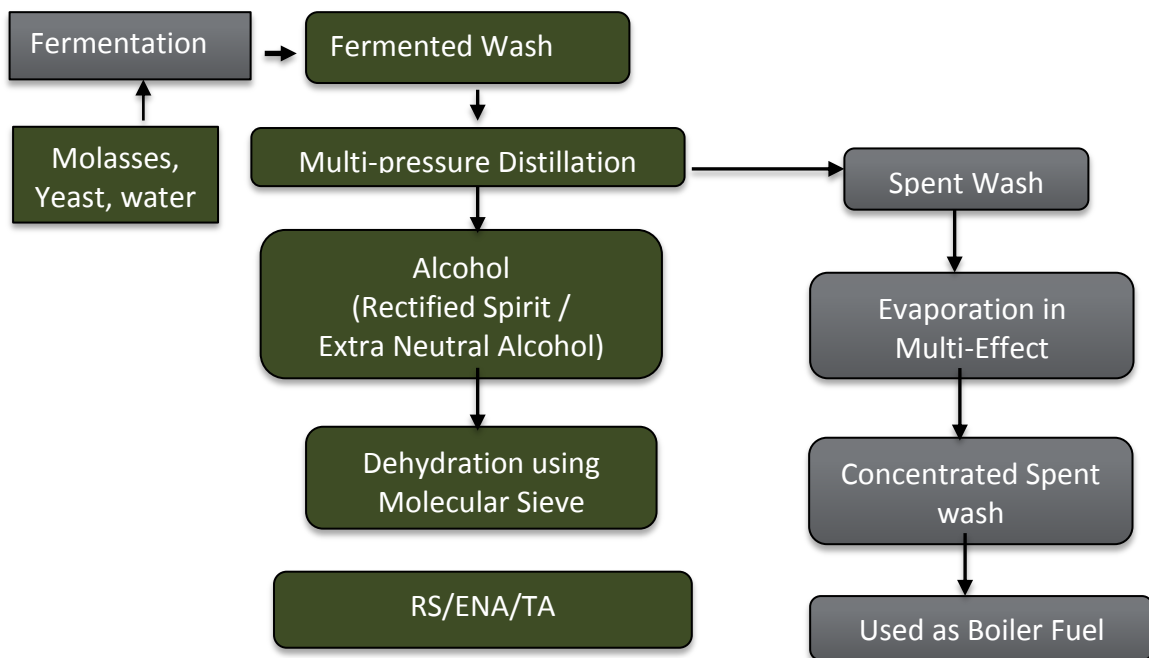 Fermentation
Fermented Wash
Molasses,
Yeast, water
Multi-pressure Distillation
Spent Wash
Alcohol
(Rectified Spirit /
Extra Neutral Alcohol)
Evaporation in
Multi-Effect
Dehydration using
Molecular Sieve
Concentrated Spent
wash
RS/ENA/TA
Used as Boiler Fuel